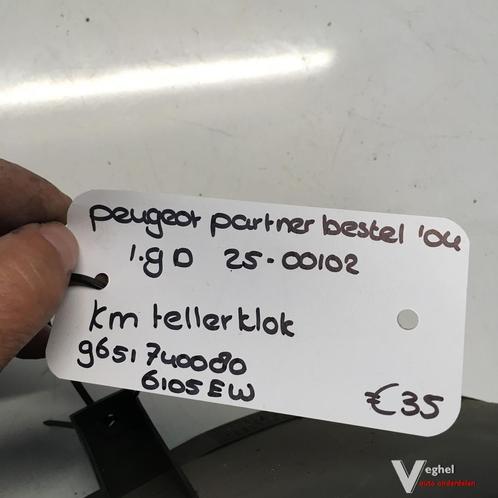 peugeot partner bestel '04
1.9 D 25-00102
km tellerklok
9651740080
6105EW
€35
Veghel
auto onderdelen